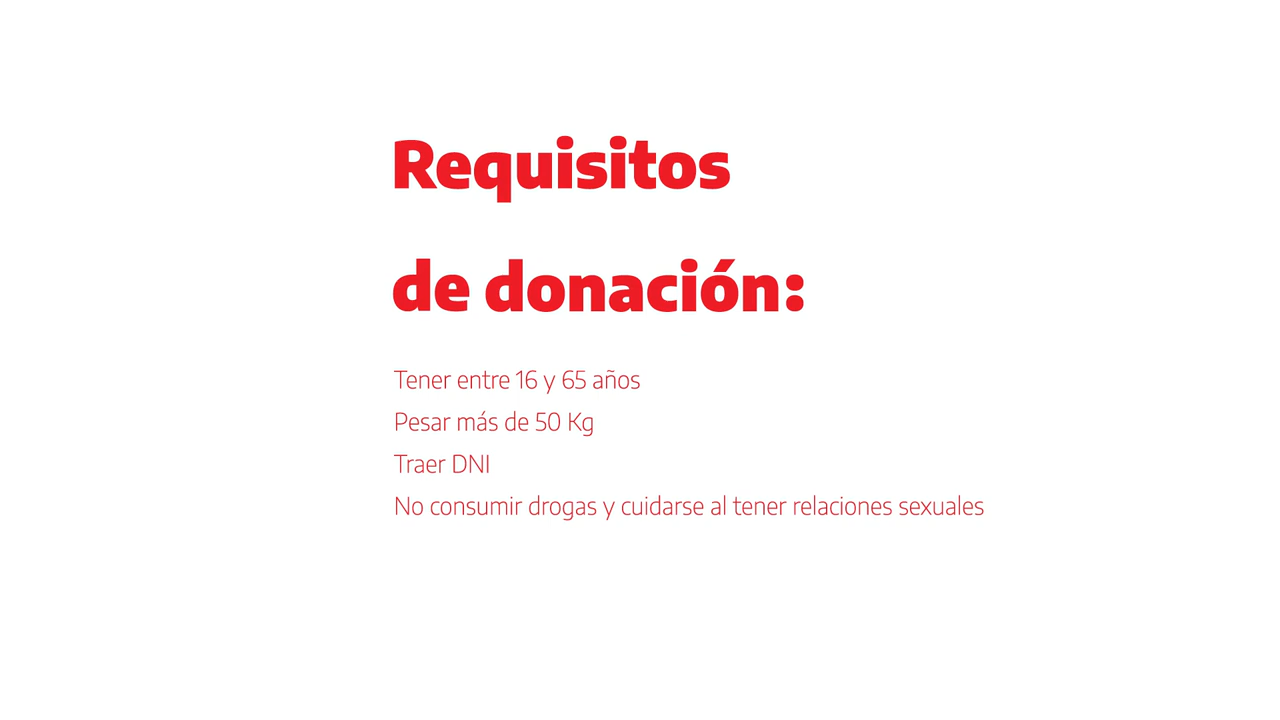 Requisitos
de donación:
Tener entre 16 y 65 años
Pesar más de 50 Kg
Traer DNI
No consumir drogas y cuidarse al tener relaciones sexuales